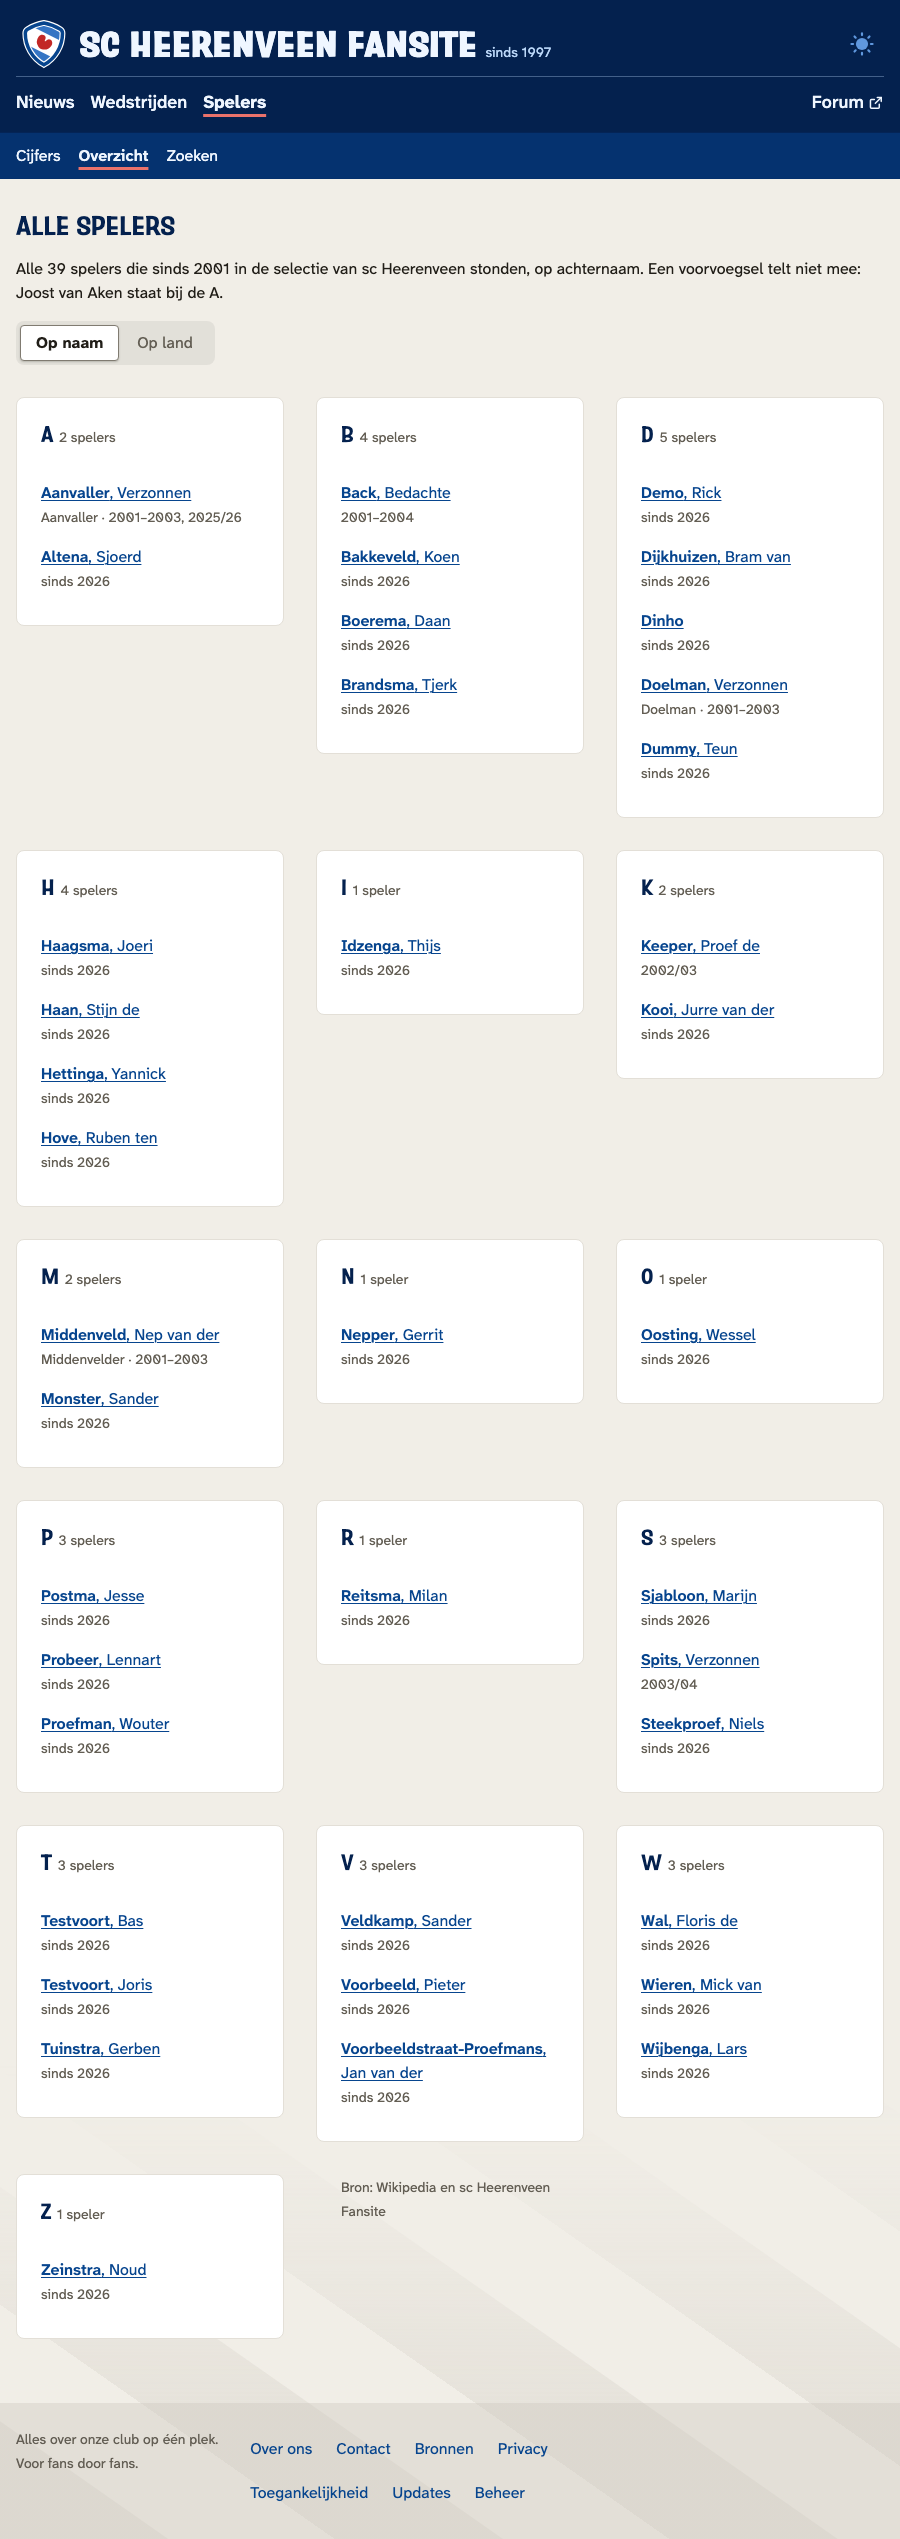 SC HEERENVEEN FANSITE sinds 1997
Nieuws Wedstrijden Spelers Forum
Cijfers Overzicht Zoeken
ALLE SPELERS
Alle 39 spelers die sinds 2001 in de selectie van sc Heerenveen stonden, op achternaam. Een voorvoegsel telt niet mee:
Joost van Aken staat bij de A.
Op naam Op land
A 2 spelers
Aanvaller, Verzonnen
Aanvaller · 2001–2003, 2025/26
Altena, Sjoerd
sinds 2026
B 4 spelers
Back, Bedachte
2001–2004
Bakkeveld, Koen
sinds 2026
Boerema, Daan
sinds 2026
Brandsma, Tjerk
sinds 2026
D 5 spelers
Demo, Rick
sinds 2026
Dijkhuizen, Bram van
sinds 2026
Dinho
sinds 2026
Doelman, Verzonnen
Doelman · 2001–2003
Dummy, Teun
sinds 2026
H 4 spelers
Haagsma, Joeri
sinds 2026
Haan, Stijn de
sinds 2026
Hettinga, Yannick
sinds 2026
Hove, Ruben ten
sinds 2026
I 1 speler
Idzenga, Thijs
sinds 2026
K 2 spelers
Keeper, Proef de
2002/03
Kooi, Jurre van der
sinds 2026
M 2 spelers
Middenveld, Nep van der
Middenvelder · 2001–2003
Monster, Sander
sinds 2026
N 1 speler
Nepper, Gerrit
sinds 2026
O 1 speler
Oosting, Wessel
sinds 2026
P 3 spelers
Postma, Jesse
sinds 2026
Probeer, Lennart
sinds 2026
Proefman, Wouter
sinds 2026
R 1 speler
Reitsma, Milan
sinds 2026
S 3 spelers
Sjabloon, Marijn
sinds 2026
Spits, Verzonnen
2003/04
Steekproef, Niels
sinds 2026
T 3 spelers
Testvoort, Bas
sinds 2026
Testvoort, Joris
sinds 2026
Tuinstra, Gerben
sinds 2026
V 3 spelers
Veldkamp, Sander
sinds 2026
Voorbeeld, Pieter
sinds 2026
Voorbeeldstraat-Proefmans,
Jan van der
sinds 2026
W 3 spelers
Wal, Floris de
sinds 2026
Wieren, Mick van
sinds 2026
Wijbenga, Lars
sinds 2026
Z 1 speler
Zeinstra, Noud
sinds 2026
Bron: Wikipedia en sc Heerenveen
Fansite
Alles over onze club op één plek.
Voor fans door fans.
Over ons Contact Bronnen Privacy
Toegankelijkheid Updates Beheer